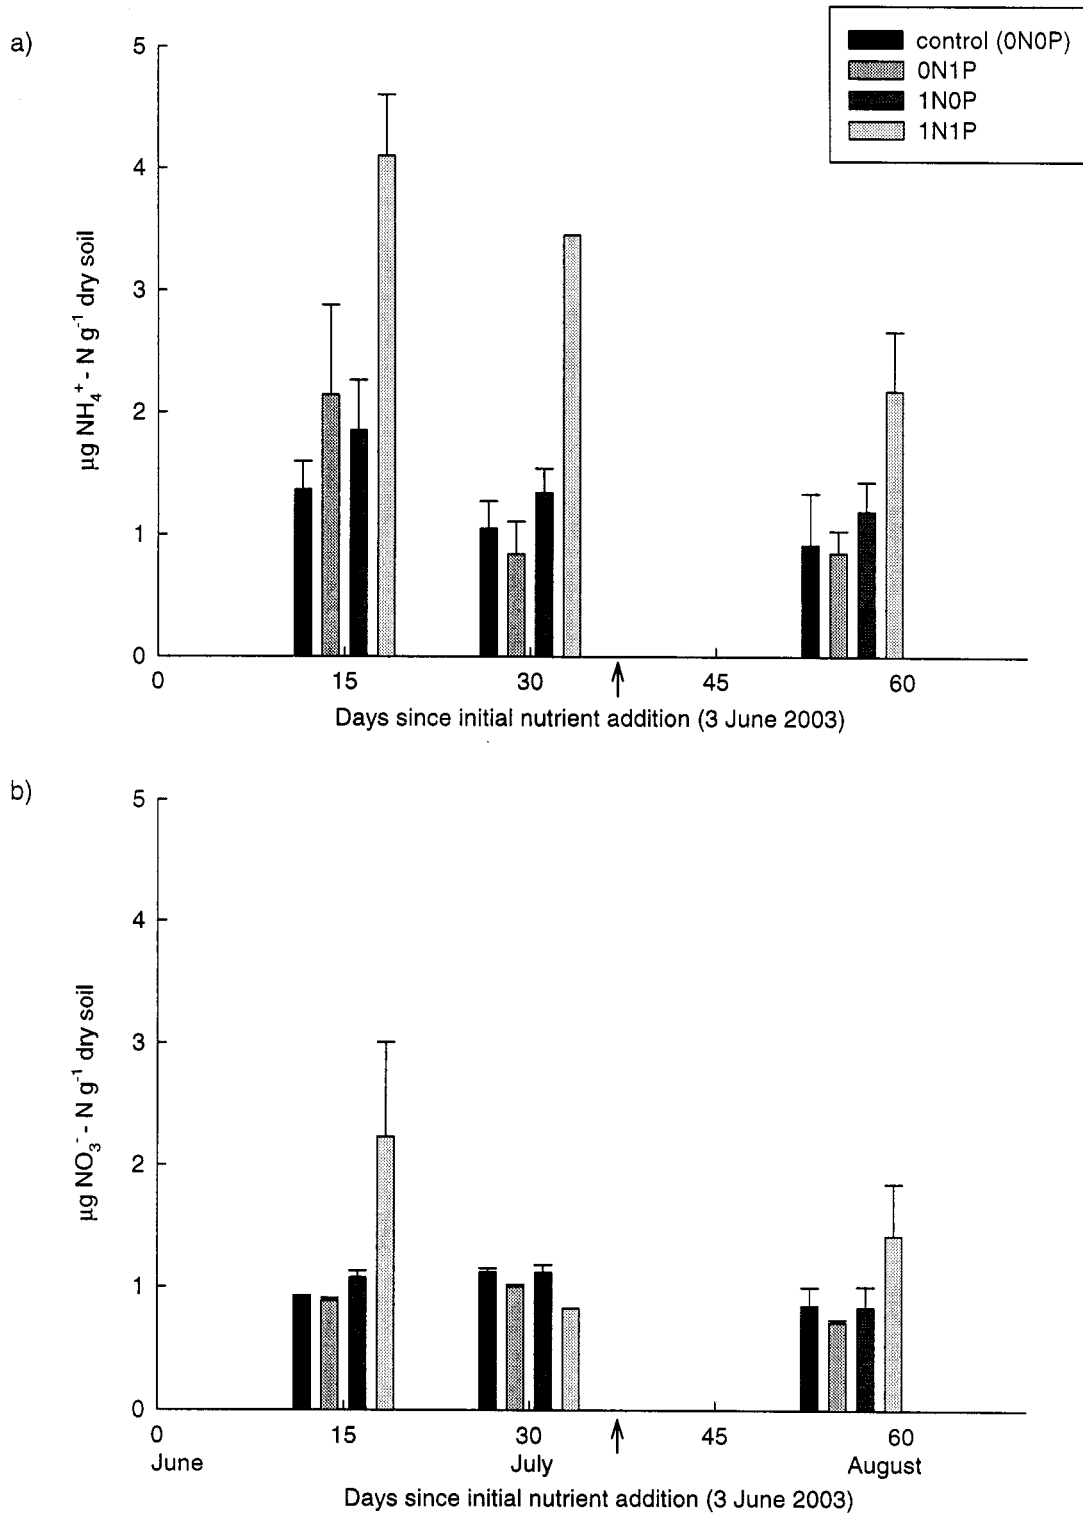 a)
control (0N0P)
0N1P
1N0P
1N1P
5
4
3
2
1
0
µg NH₄⁺ - N g⁻¹ dry soil
0 15 30 45 60
Days since initial nutrient addition (3 June 2003)
b)
5
4
3
2
1
0
µg NO₃⁻ - N g⁻¹ dry soil
0 15 30 45 60
June July August
Days since initial nutrient addition (3 June 2003)